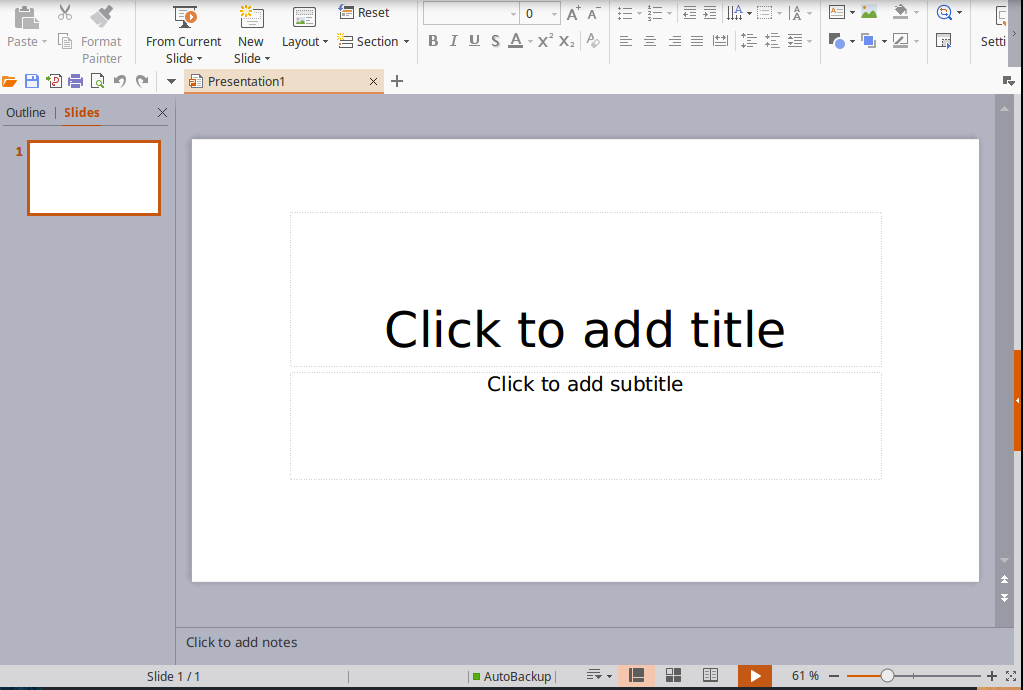 Paste
Format
Painter
From Current
Slide
New
Slide
Layout
Reset
Section
0
A+ A-
B I U S A X² X₂
Setti
Presentation1
Outline | Slides
1
Click to add title
Click to add subtitle
Click to add notes
Slide 1 / 1
AutoBackup
61 %